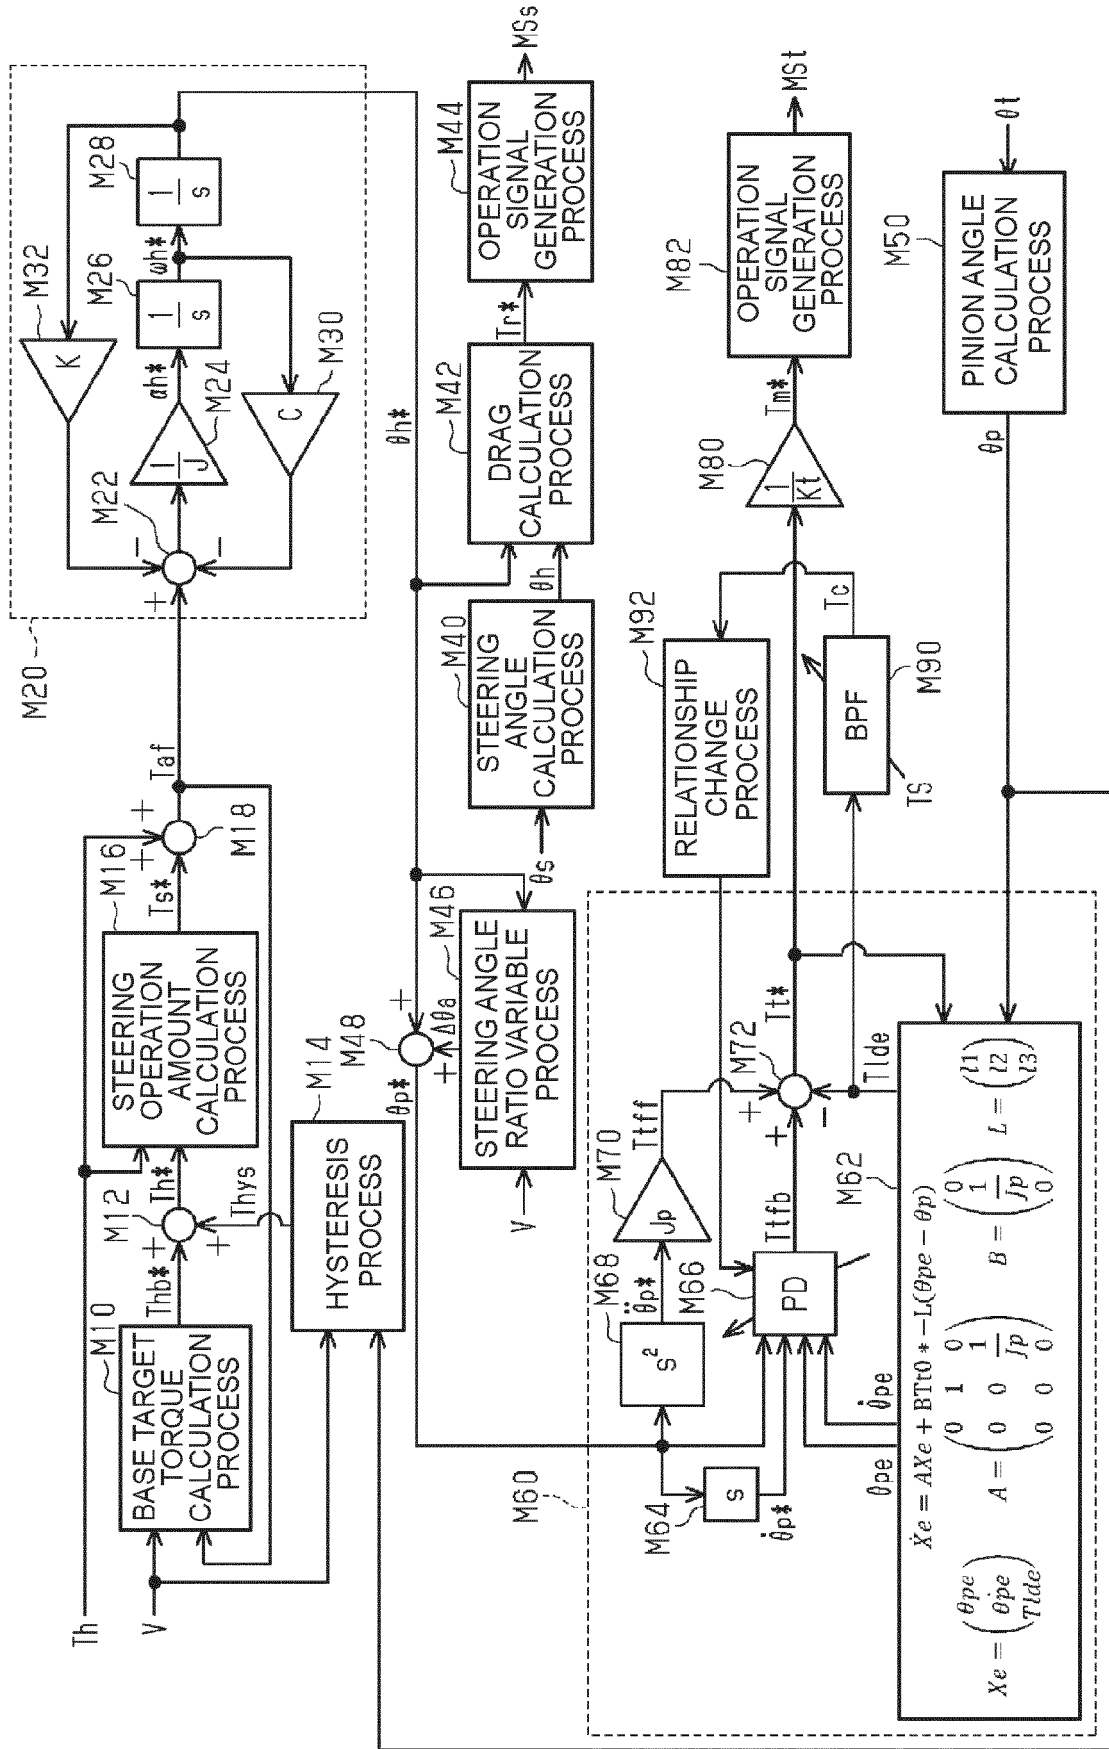 Th
V
M10
BASE TARGET
TORQUE
CALCULATION
PROCESS
Thb*
M12
+
+
Th*
Thys
M14
HYSTERESIS
PROCESS
M16
STEERING
OPERATION
AMOUNT
CALCULATION
PROCESS
Ts*
+
+
M18
Taf
M20
+
−
−
M22
1/J
M24
αh*
M26
1/s
ωh*
M28
1/s
M32
K
C
M30
θh*
θs
M40
STEERING
ANGLE
CALCULATION
PROCESS
θh
M42
DRAG
CALCULATION
PROCESS
Tr*
M44
OPERATION
SIGNAL
GENERATION
PROCESS
MSs
V
M46
STEERING ANGLE
RATIO VARIABLE
PROCESS
Δθa
+
+
M48
θp*
M60
M64
s
θ̇p*
M68
s²
θ̈p*
M70
Jp
Ttff
M66
PD
Ttfb
θpe
θ̇pe
M72
+
+
−
Tt*
Tlde
M92
RELATIONSHIP
CHANGE
PROCESS
Tc
BPF
M90
TS
M80
1/Kt
Tm*
M82
OPERATION
SIGNAL
GENERATION
PROCESS
MSt
θt
M50
PINION ANGLE
CALCULATION
PROCESS
θp
M62
Ẋe = AXe + BTt0 * −L(θpe − θp)
Xe = (θpe θ̇pe Tlde) A = (0 1 0 0 0 1/Jp 0 0 0) B = (0 1/Jp 0) L = (l1 l2 l3)